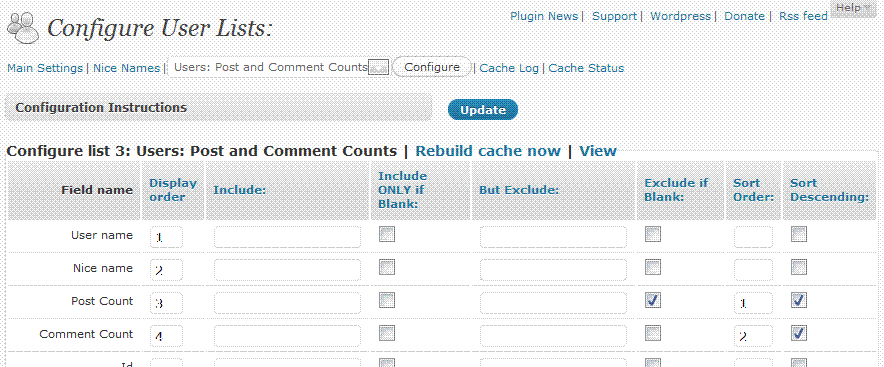 Plugin News | Support | Wordpress | Donate | Rss feed Help
Configure User Lists:
Main Settings | Nice Names | Users: Post and Comment Counts Configure | Cache Log | Cache Status
Configuration Instructions Update
Configure list 3: Users: Post and Comment Counts | Rebuild cache now | View
Field name Display order Include: Include ONLY if Blank: But Exclude: Exclude if Blank: Sort Order: Sort Descending:
User name 1
Nice name 2
Post Count 3 1
Comment Count 4 2
Id